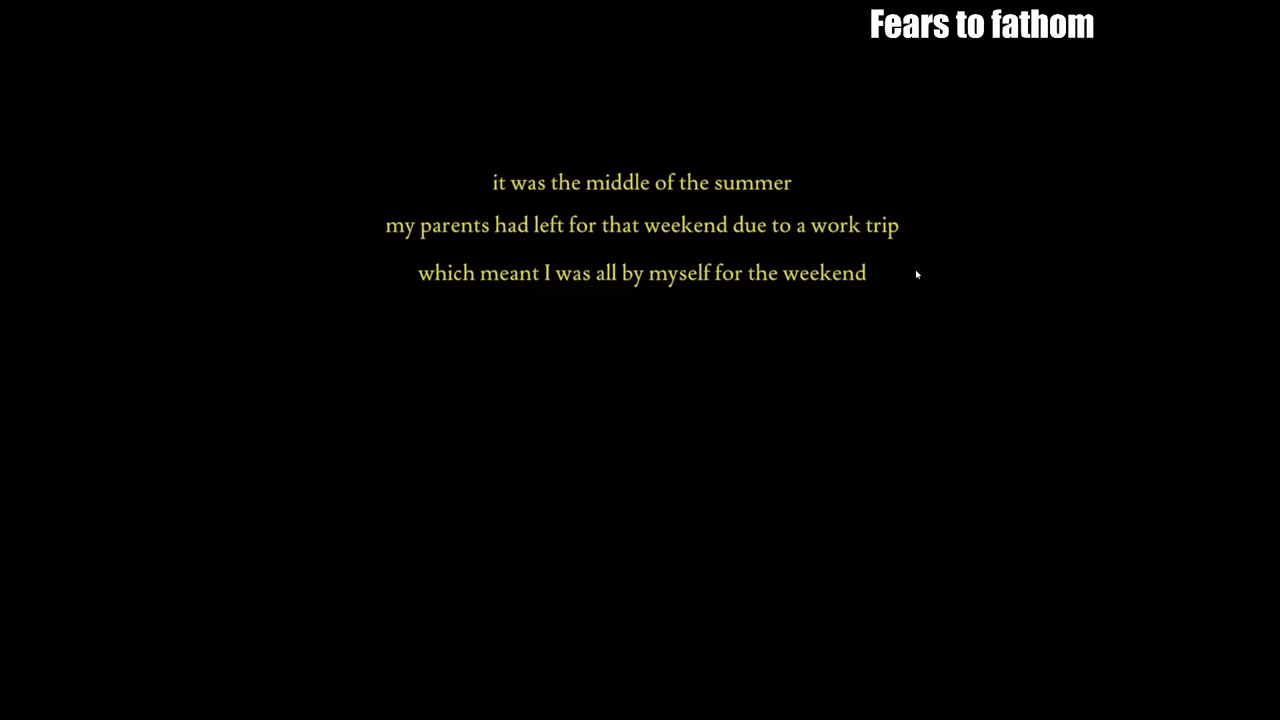 Fears to fathom
it was the middle of the summer
my parents had left for that weekend due to a work trip
which meant I was all by myself for the weekend